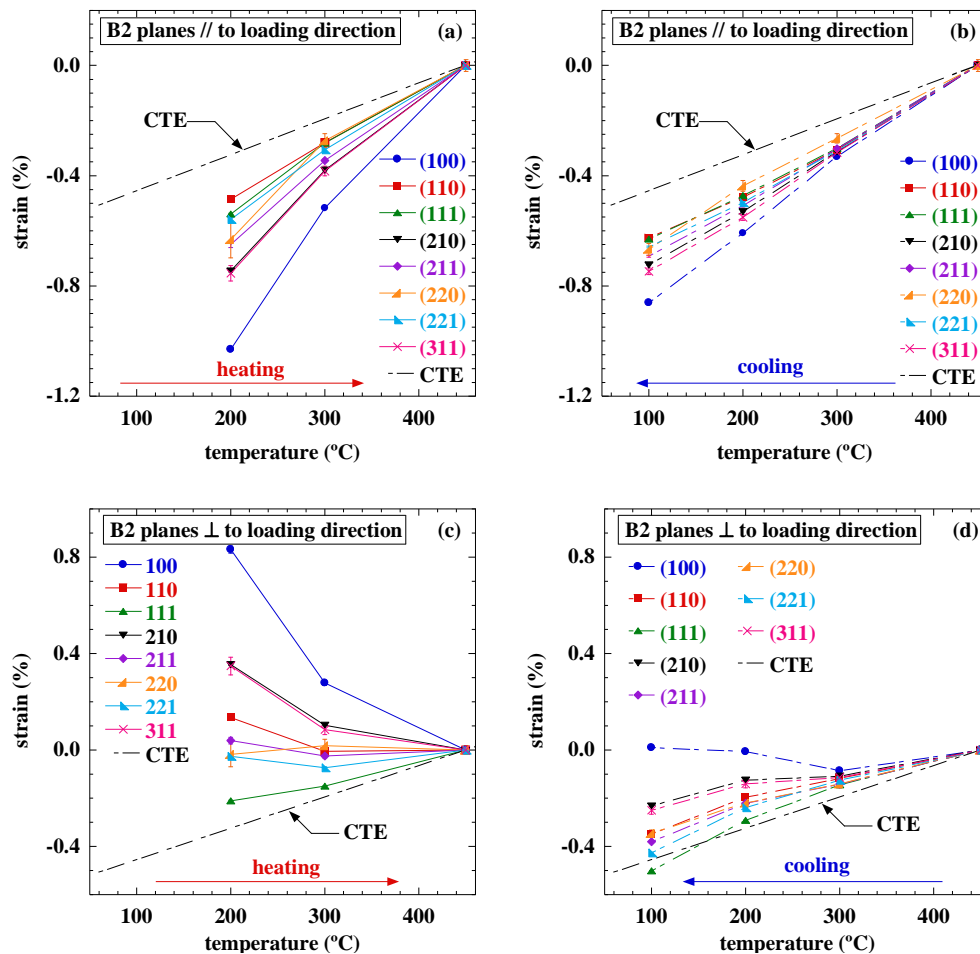 B2 planes // to loading direction
(a)
0.0
-0.4
-0.8
-1.2
strain (%)
CTE
(100)
(110)
(111)
(210)
(211)
(220)
(221)
(311)
CTE
heating
100
200
300
400
temperature (ºC)
B2 planes // to loading direction
(b)
0.0
-0.4
-0.8
-1.2
strain (%)
CTE
(100)
(110)
(111)
(210)
(211)
(220)
(221)
(311)
CTE
cooling
100
200
300
400
temperature (ºC)
B2 planes ⊥ to loading direction
(c)
0.8
0.4
0.0
-0.4
strain (%)
100
110
111
210
211
220
221
311
CTE
CTE
heating
100
200
300
400
temperature (ºC)
B2 planes ⊥ to loading direction
(d)
0.8
0.4
0.0
-0.4
strain (%)
(100)
(110)
(111)
(210)
(211)
(220)
(221)
(311)
CTE
CTE
cooling
100
200
300
400
temperature (ºC)